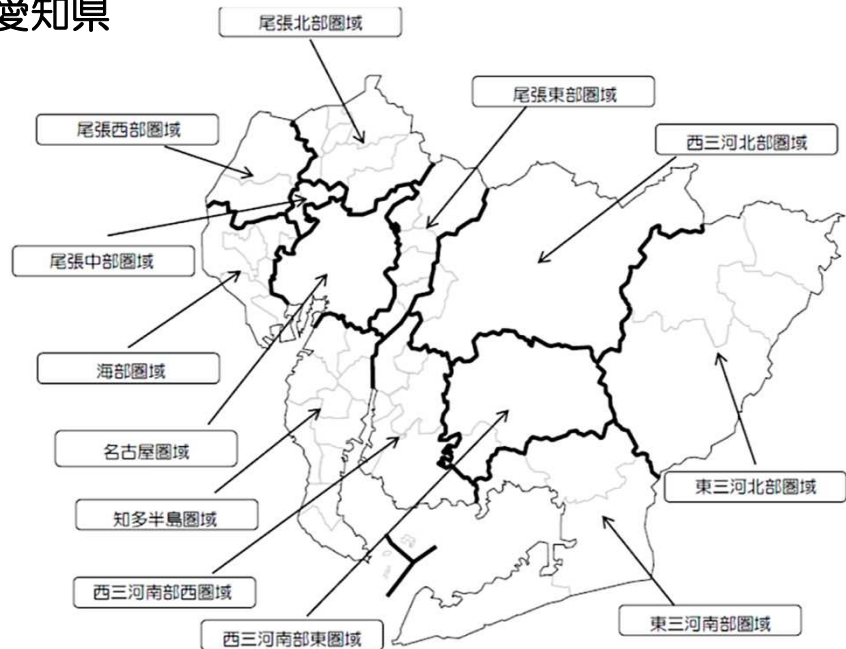 愛知県
尾張北部圏域
尾張東部圏域
尾張西部圏域
西三河北部圏域
尾張中部圏域
海部圏域
名古屋圏域
東三河北部圏域
知多半島圏域
西三河南部西圏域
西三河南部東圏域
東三河南部圏域